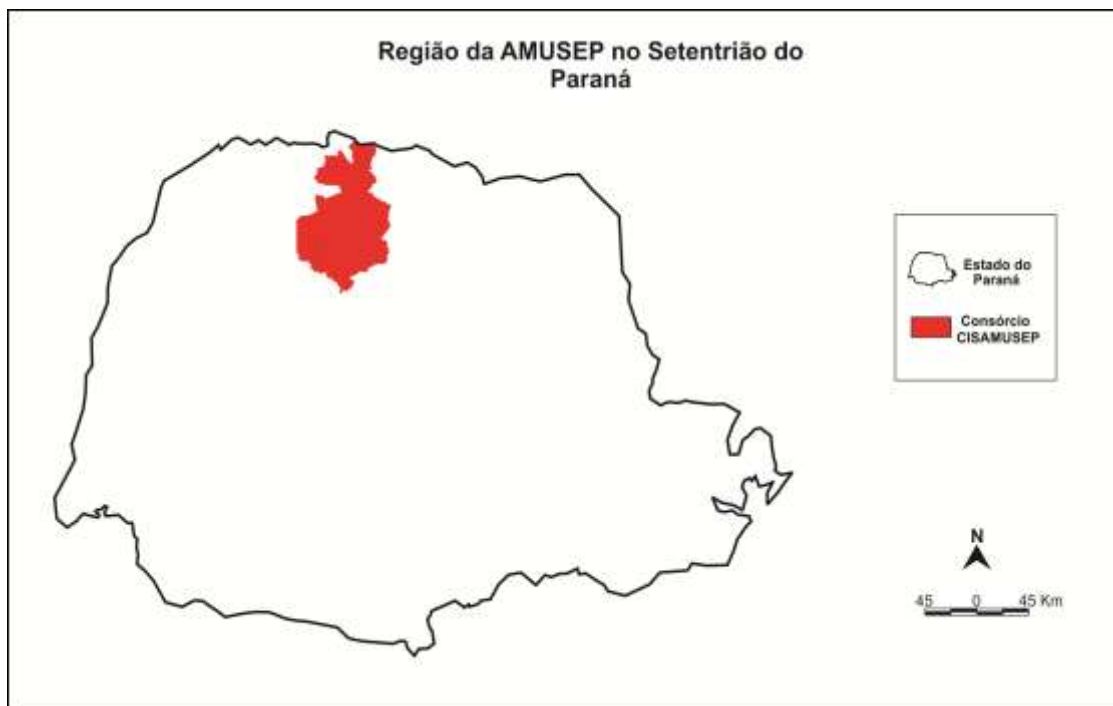 Região da AMUSEP no Setentrião do
Paraná
Estado do
Paraná
Consórcio
CISAMUSEP
N
45 0 45 Km